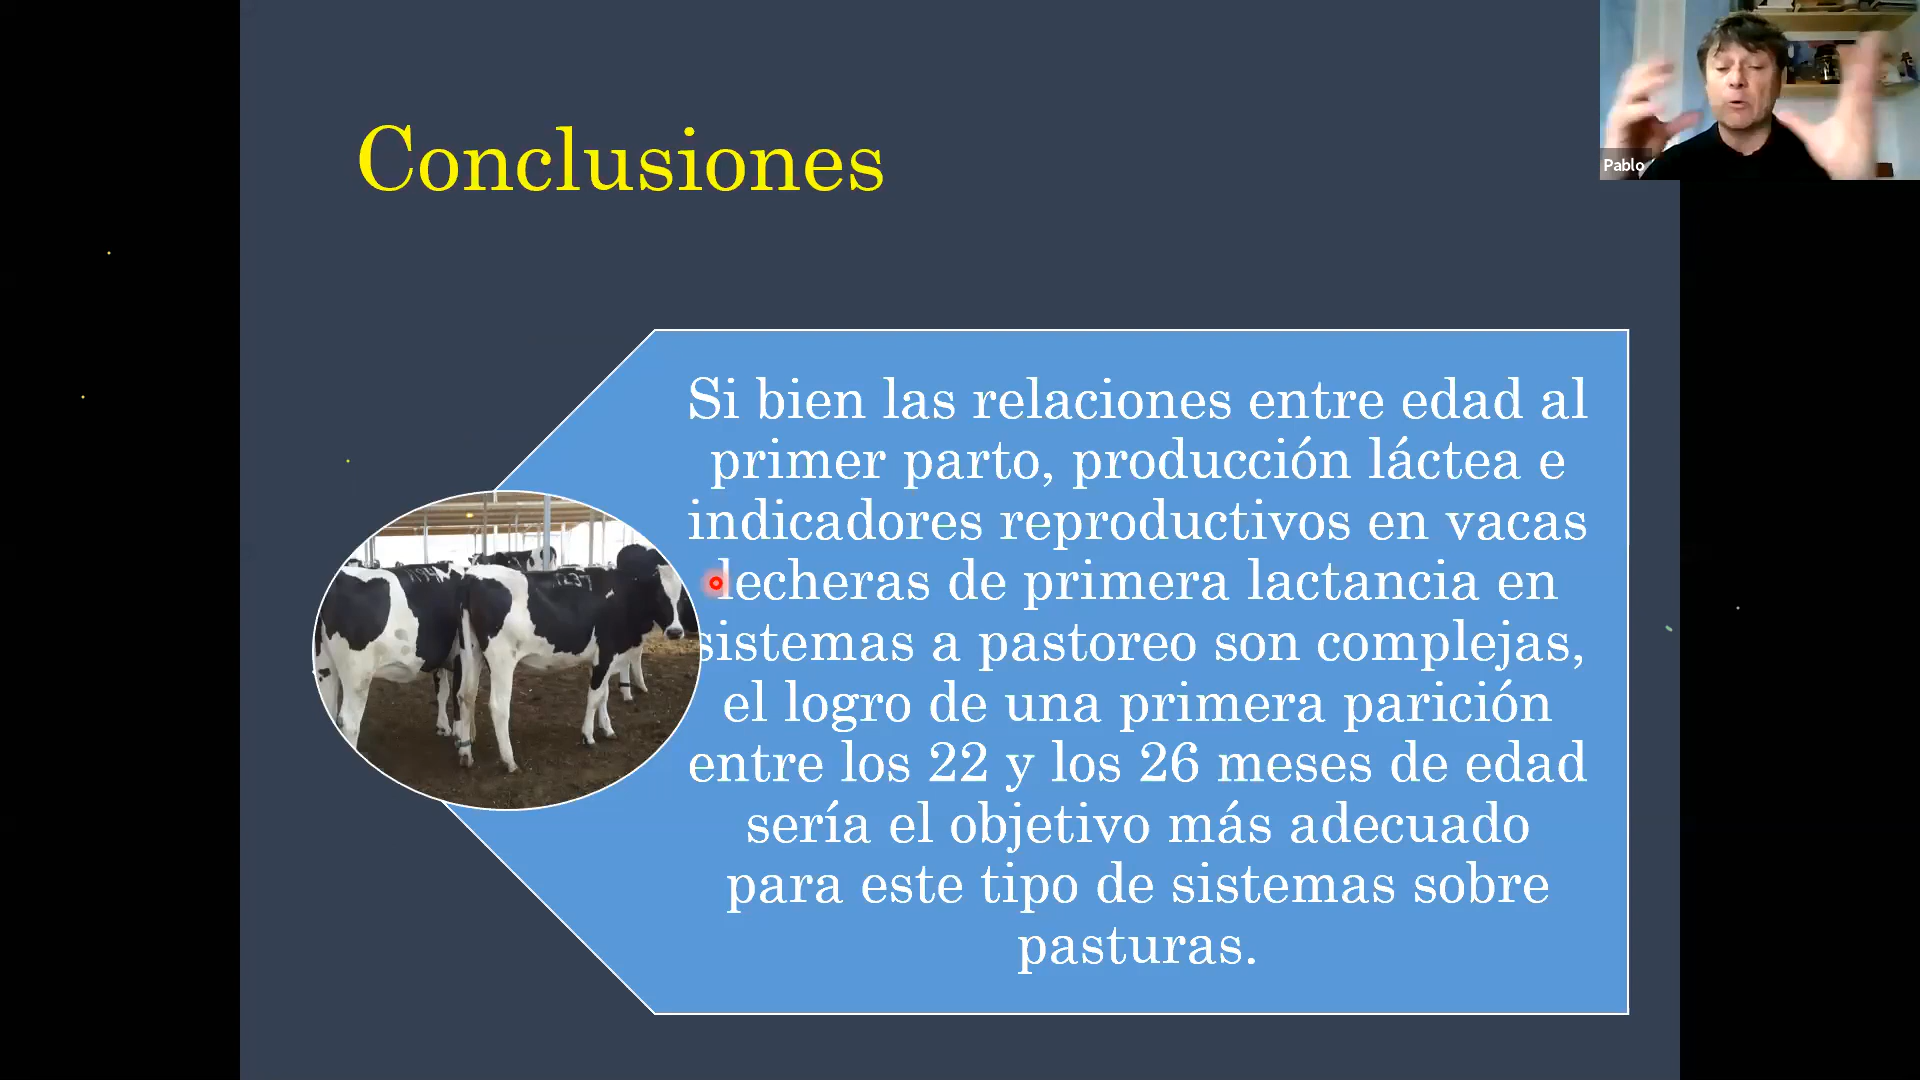 Conclusiones
Pablo
Si bien las relaciones entre edad al
primer parto, producción láctea e
indicadores reproductivos en vacas
lecheras de primera lactancia en
sistemas a pastoreo son complejas,
el logro de una primera parición
entre los 22 y los 26 meses de edad
sería el objetivo más adecuado
para este tipo de sistemas sobre
pasturas.